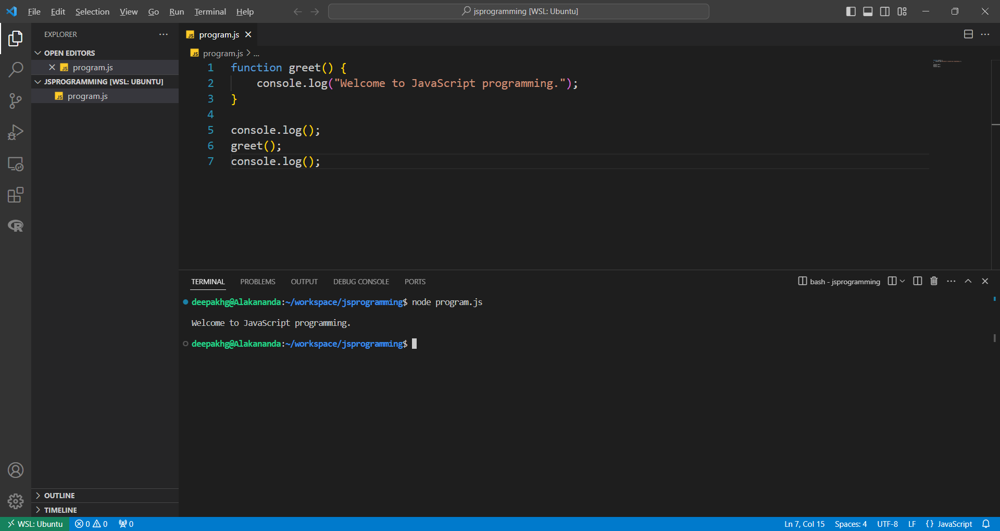 File Edit Selection View Go Run Terminal Help
jsprogramming [WSL: Ubuntu]
EXPLORER
OPEN EDITORS
program.js
JSPROGRAMMING [WSL: UBUNTU]
program.js
OUTLINE
TIMELINE
program.js
program.js > ...
1 function greet() {
2     console.log("Welcome to JavaScript programming.");
3 }
4
5 console.log();
6 greet();
7 console.log();
TERMINAL PROBLEMS OUTPUT DEBUG CONSOLE PORTS
bash - jsprogramming
deepakhg@Alakananda:~/workspace/jsprogramming$ node program.js
Welcome to JavaScript programming.
deepakhg@Alakananda:~/workspace/jsprogramming$
WSL: Ubuntu 0 0 0 Ln 7, Col 15 Spaces: 4 UTF-8 LF {} JavaScript